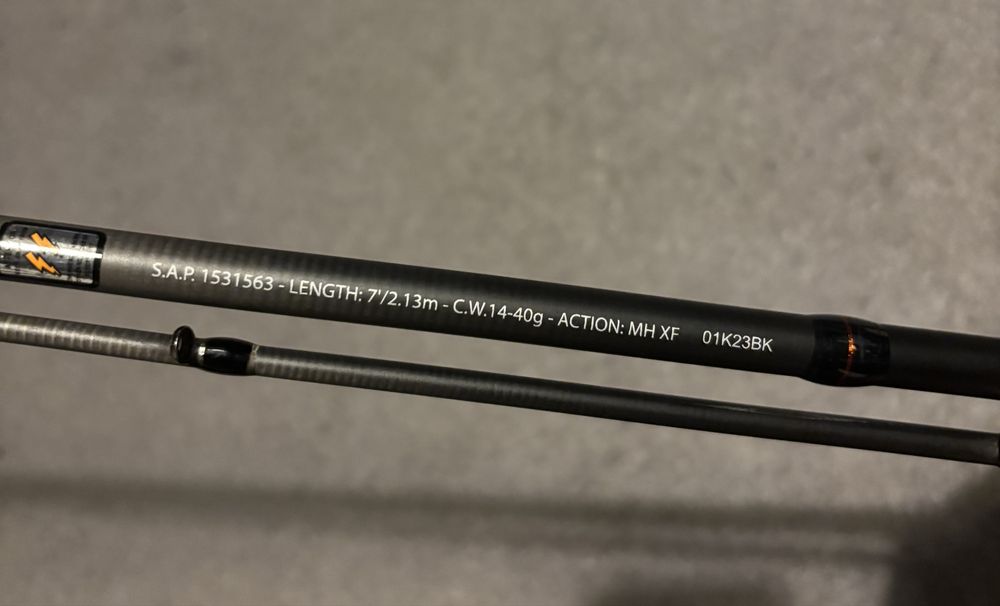 S.A.P. 1531563 - LENGTH: 7'/2.13m - C.W.14-40g - ACTION: MH XF 01K23BK